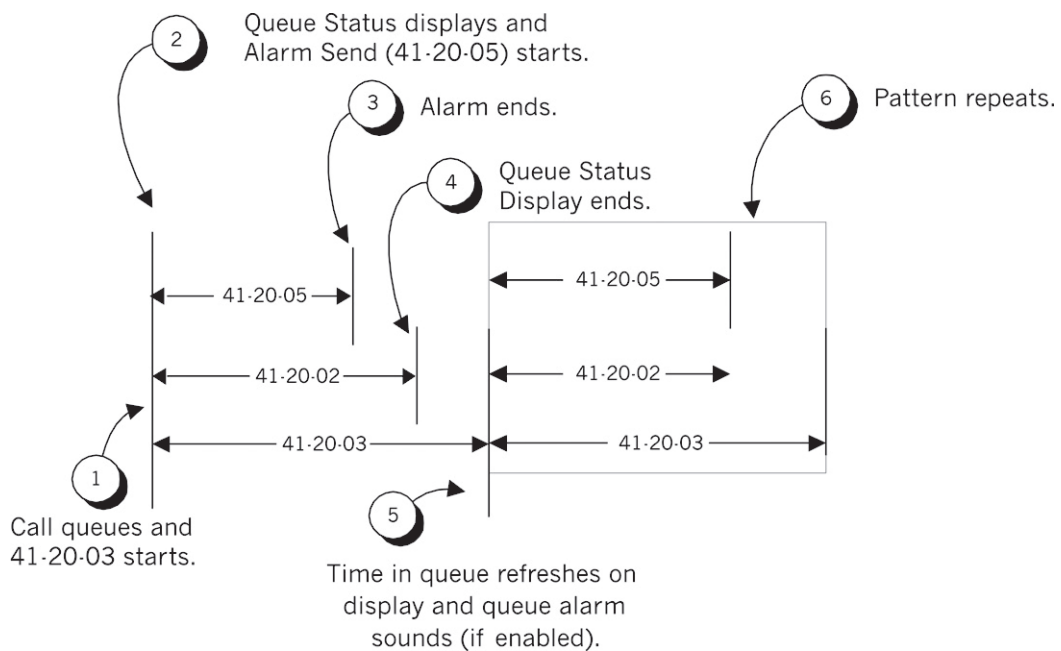 2
Queue Status displays and
Alarm Send (41-20-05) starts.
3
Alarm ends.
6
Pattern repeats.
4
Queue Status
Display ends.
41-20-05
41-20-05
41-20-02
41-20-02
41-20-03
41-20-03
1
Call queues and
41-20-03 starts.
5
Time in queue refreshes on
display and queue alarm
sounds (if enabled).